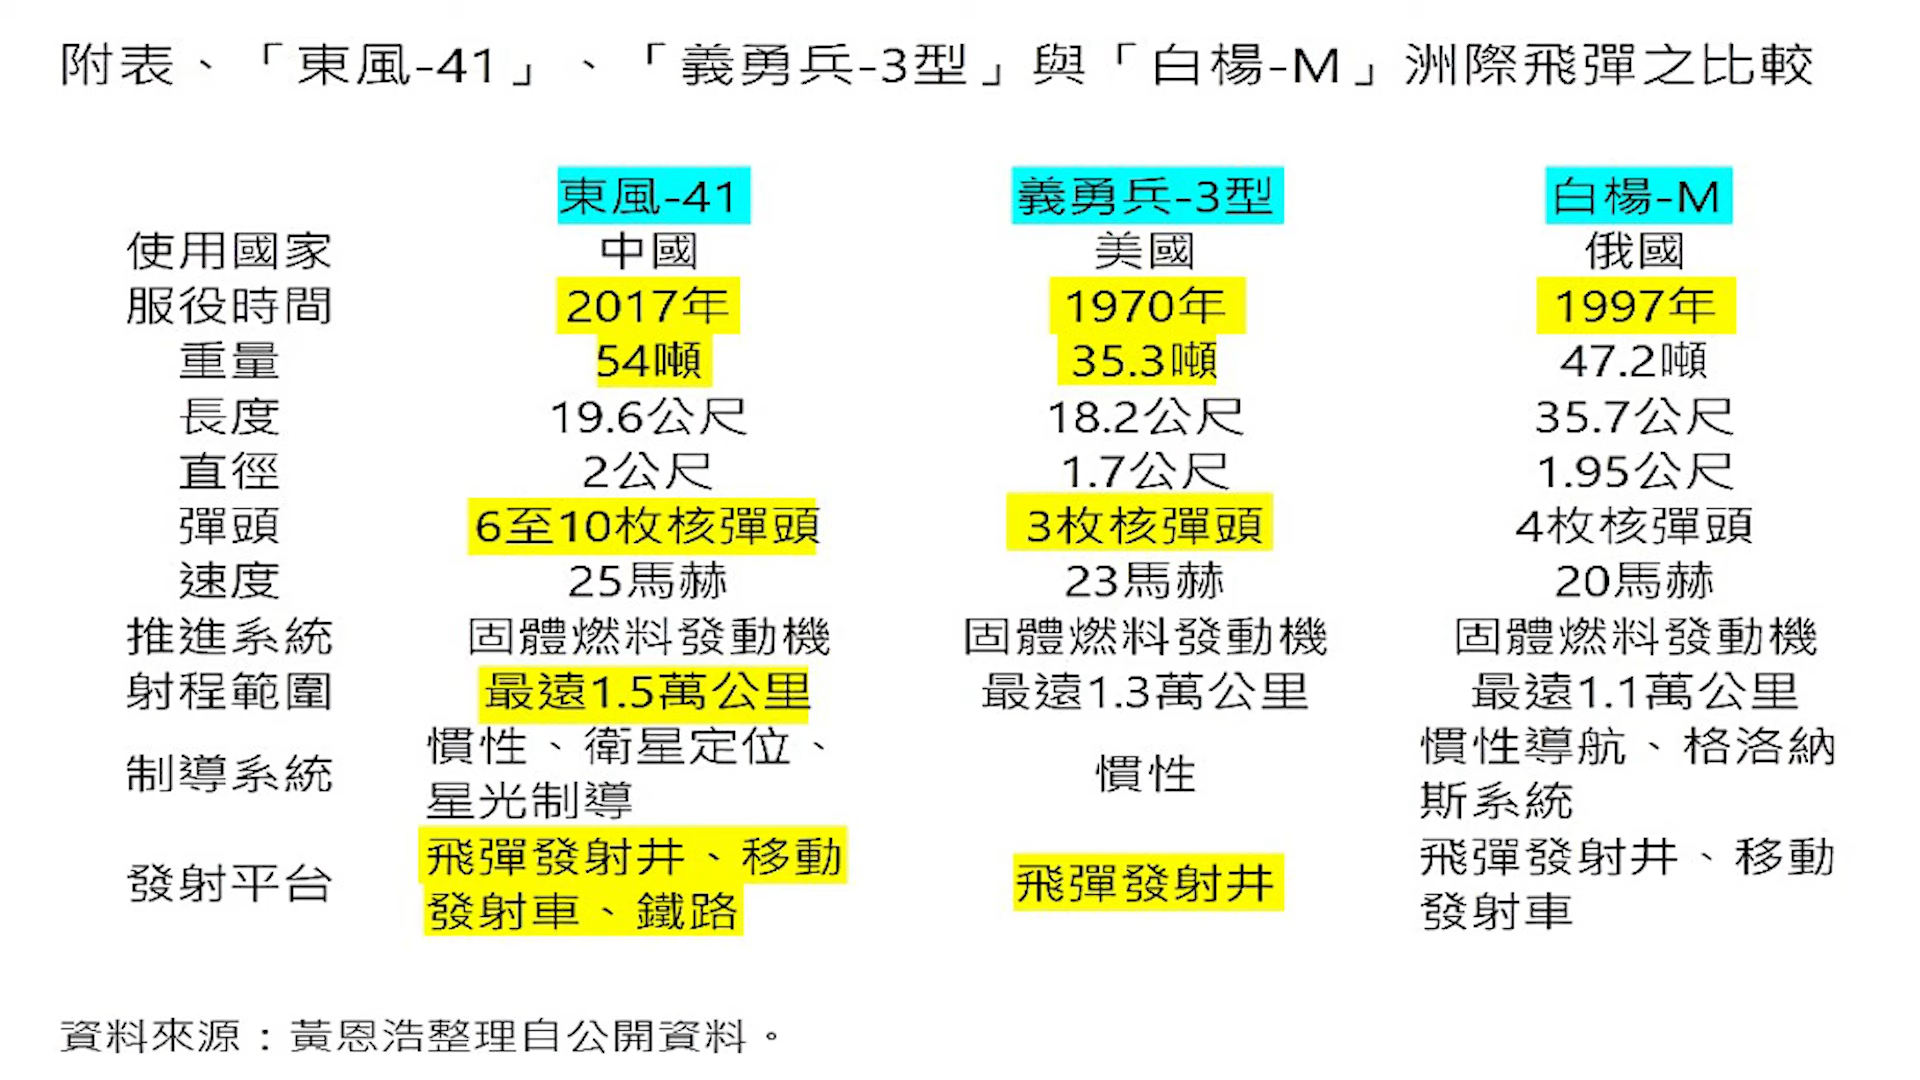 附表、「東風-41」、「義勇兵-3型」與「白楊-M」洲際飛彈之比較
東風-41 義勇兵-3型 白楊-M
使用國家 中國 美國 俄國
服役時間 2017年 1970年 1997年
重量 54噸 35.3噸 47.2噸
長度 19.6公尺 18.2公尺 35.7公尺
直徑 2公尺 1.7公尺 1.95公尺
彈頭 6至10枚核彈頭 3枚核彈頭 4枚核彈頭
速度 25馬赫 23馬赫 20馬赫
推進系統 固體燃料發動機 固體燃料發動機 固體燃料發動機
射程範圍 最遠1.5萬公里 最遠1.3萬公里 最遠1.1萬公里
制導系統 慣性、衛星定位、
星光制導 慣性 慣性導航、格洛納
斯系統
發射平台 飛彈發射井、移動
發射車、鐵路 飛彈發射井 飛彈發射井、移動
發射車
資料來源：黃恩浩整理自公開資料。